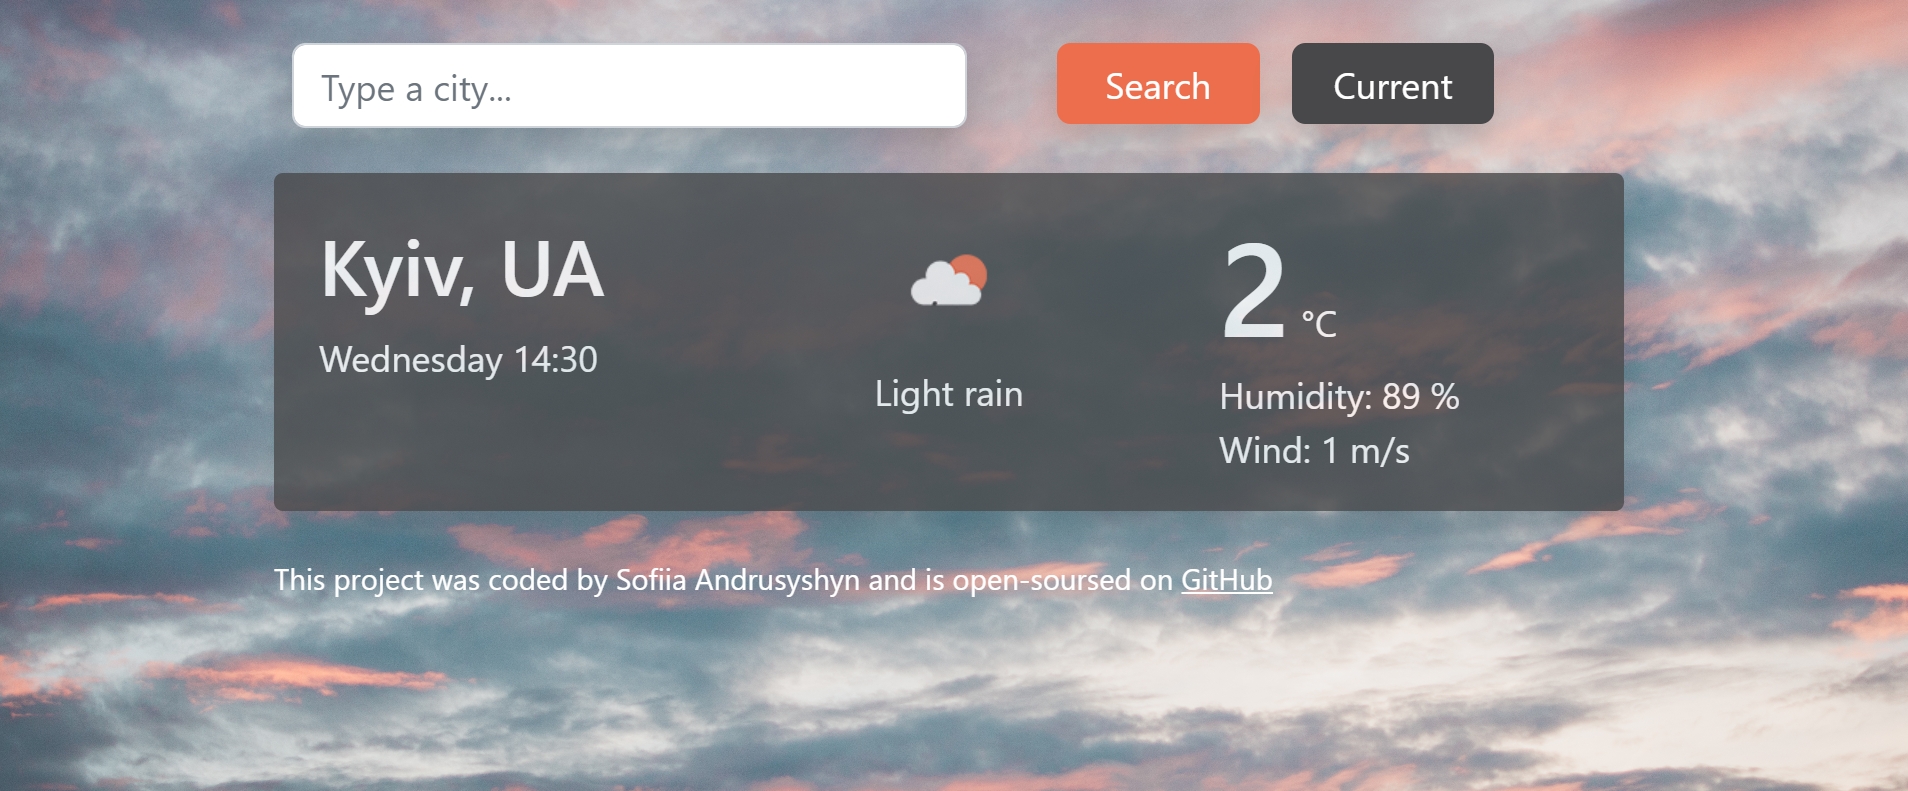 Type a city...
Search
Current
Kyiv, UA
Wednesday 14:30
Light rain
2 °C
Humidity: 89 %
Wind: 1 m/s
This project was coded by Sofiia Andrusyshyn and is open-soursed on GitHub